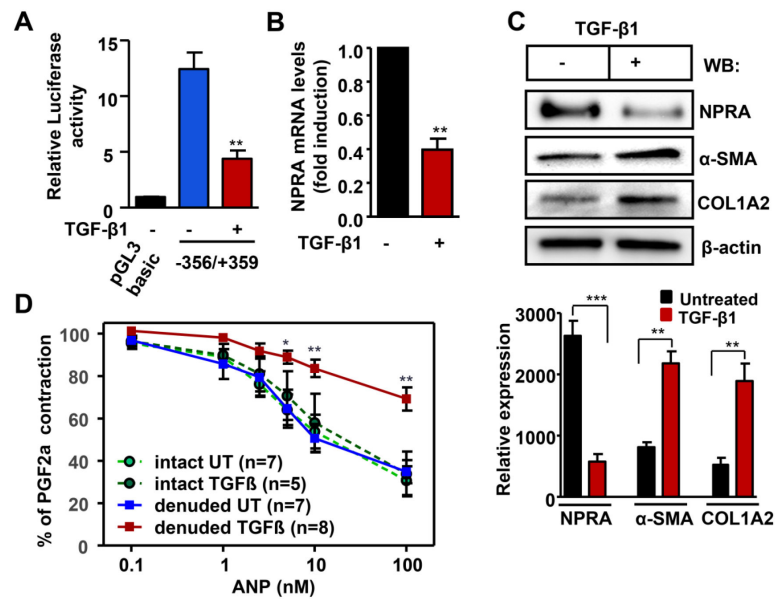 A
Relative Luciferase
activity
15
10
5
0
**
TGF-β1 - - +
pGL3
basic
-356/+359
B
NPRA mRNA levels
(fold induction)
1.0
0.8
0.6
0.4
0.2
0.0
**
TGF-β1 - +
C
TGF-β1
- + WB:
NPRA
α-SMA
COL1A2
β-actin
Untreated
TGF-β1
Relative expression
3000
2000
1000
0
*** ** **
NPRA α-SMA COL1A2
D
% of PGF2a contraction
100
80
60
40
20
0
* ** **
intact UT (n=7)
intact TGFß (n=5)
denuded UT (n=7)
denuded TGFß (n=8)
0.1 1 10 100
ANP (nM)